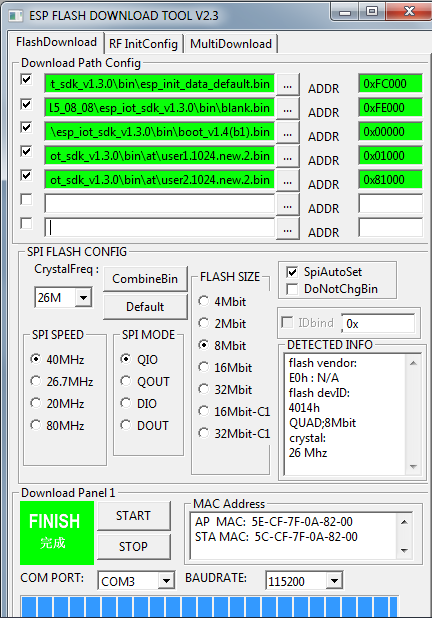 ESP FLASH DOWNLOAD TOOL V2.3
FlashDownload RF InitConfig MultiDownload
Download Path Config
t_sdk_v1.3.0\bin\esp_init_data_default.bin ... ADDR 0xFC000
15_08_08\esp_iot_sdk_v1.3.0\bin\blank.bin ... ADDR 0xFE000
\esp_iot_sdk_v1.3.0\bin\boot_v1.4(b1).bin ... ADDR 0x00000
ot_sdk_v1.3.0\bin\at\user1.1024.new.2.bin ... ADDR 0x01000
ot_sdk_v1.3.0\bin\at\user2.1024.new.2.bin ... ADDR 0x81000
... ADDR
... ADDR
SPI FLASH CONFIG
CrystalFreq :
26M
CombineBin
Default
SPI SPEED
40MHz
26.7MHz
20MHz
80MHz
SPI MODE
QIO
QOUT
DIO
DOUT
FLASH SIZE
4Mbit
2Mbit
8Mbit
16Mbit
32Mbit
16Mbit-C1
32Mbit-C1
SpiAutoSet
DoNotChgBin
IDbind 0x
DETECTED INFO
flash vendor:
E0h : N/A
flash devID:
4014h
QUAD;8Mbit
crystal:
26 Mhz
Download Panel 1
FINISH
完成
START
STOP
MAC Address
AP MAC: 5E-CF-7F-0A-82-00
STA MAC: 5C-CF-7F-0A-82-00
COM PORT: COM3 BAUDRATE: 115200